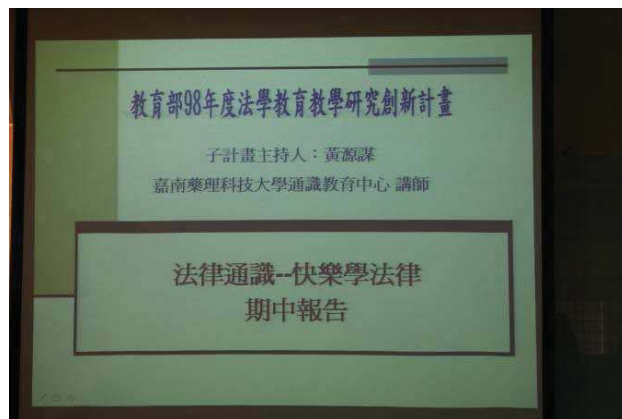 教育部98年度法學教育教學研究創新計畫
子計畫主持人：黃源謀
嘉南藥理科技大學通識教育中心 講師
法律通識--快樂學法律
期中報告